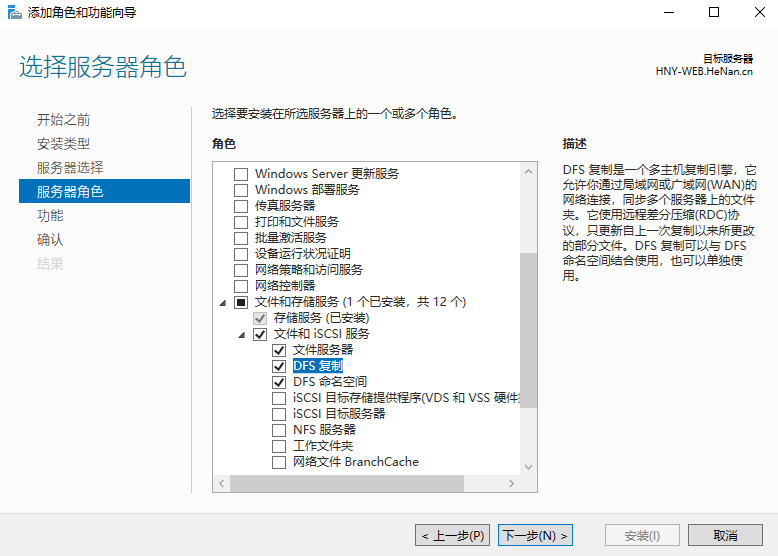 添加角色和功能向导
选择服务器角色
目标服务器
HNY-WEB.HeNan.cn
开始之前
安装类型
服务器选择
服务器角色
功能
确认
结果
选择要安装在所选服务器上的一个或多个角色。
角色
Windows Server 更新服务
Windows 部署服务
传真服务器
打印和文件服务
批量激活服务
设备运行状况证明
网络策略和访问服务
网络控制器
文件和存储服务 (1 个已安装，共 12 个)
存储服务 (已安装)
文件和 iSCSI 服务
文件服务器
DFS 复制
DFS 命名空间
iSCSI 目标存储提供程序(VDS 和 VSS 硬件
iSCSI 目标服务器
NFS 服务器
工作文件夹
网络文件 BranchCache
描述
DFS 复制是一个多主机复制引擎，它
允许你通过局域网或广域网(WAN)的
网络连接，同步多个服务器上的文件
夹。它使用远程差分压缩(RDC)协
议，只更新自上一次复制以来所更改
的部分文件。DFS 复制可以与 DFS
命名空间结合使用，也可以单独使
用。
< 上一步(P)
下一步(N) >
安装(I)
取消